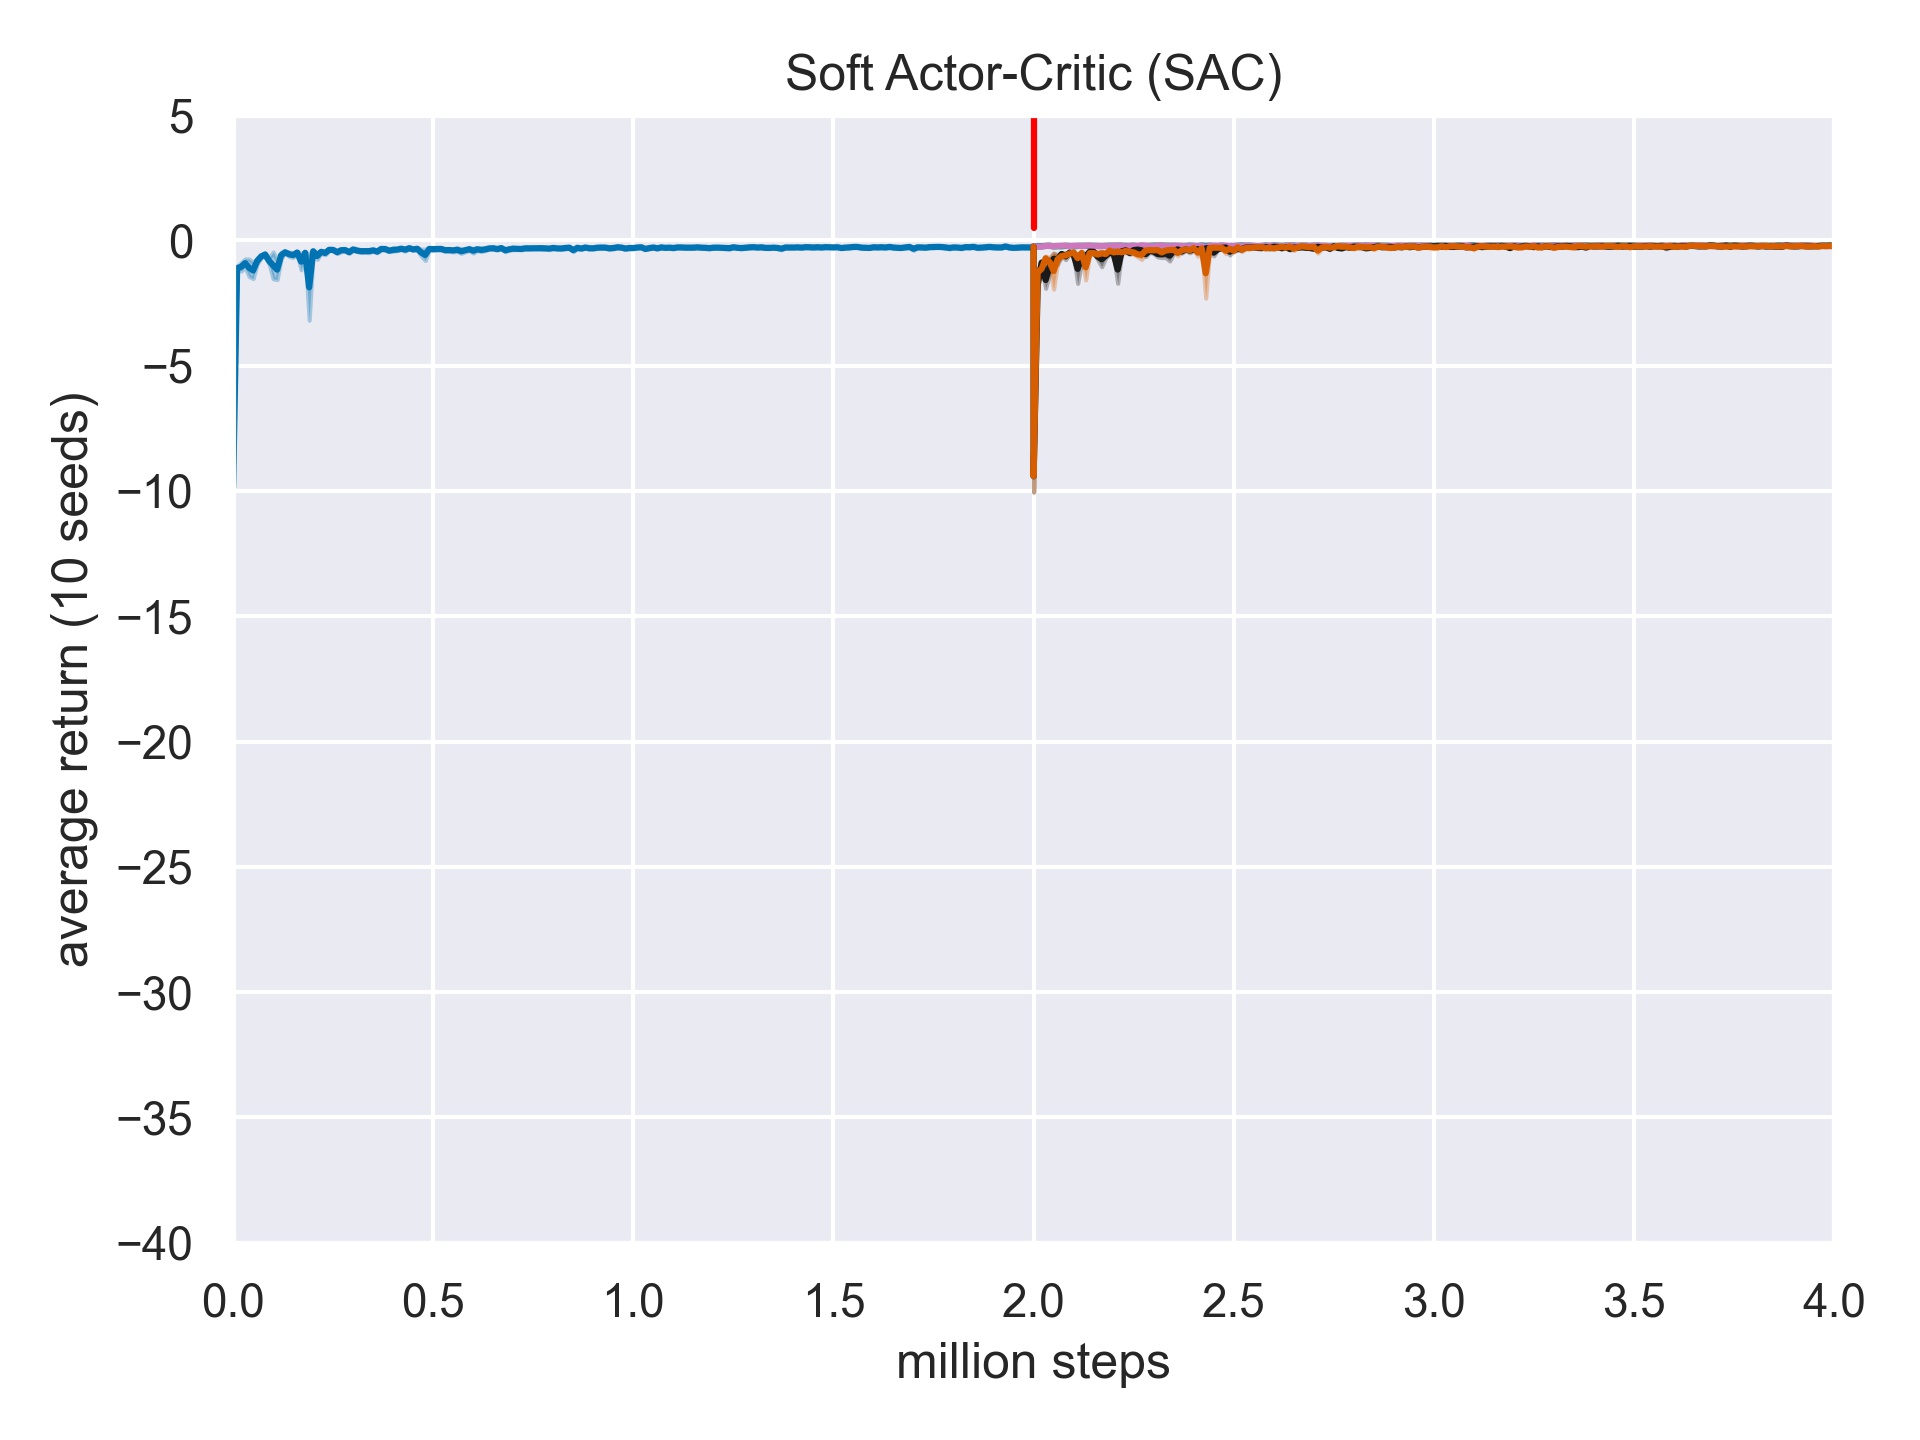 Soft Actor-Critic (SAC)
5
0
−5
−10
−15
−20
−25
−30
−35
−40
average return (10 seeds)
0.0 0.5 1.0 1.5 2.0 2.5 3.0 3.5 4.0
million steps